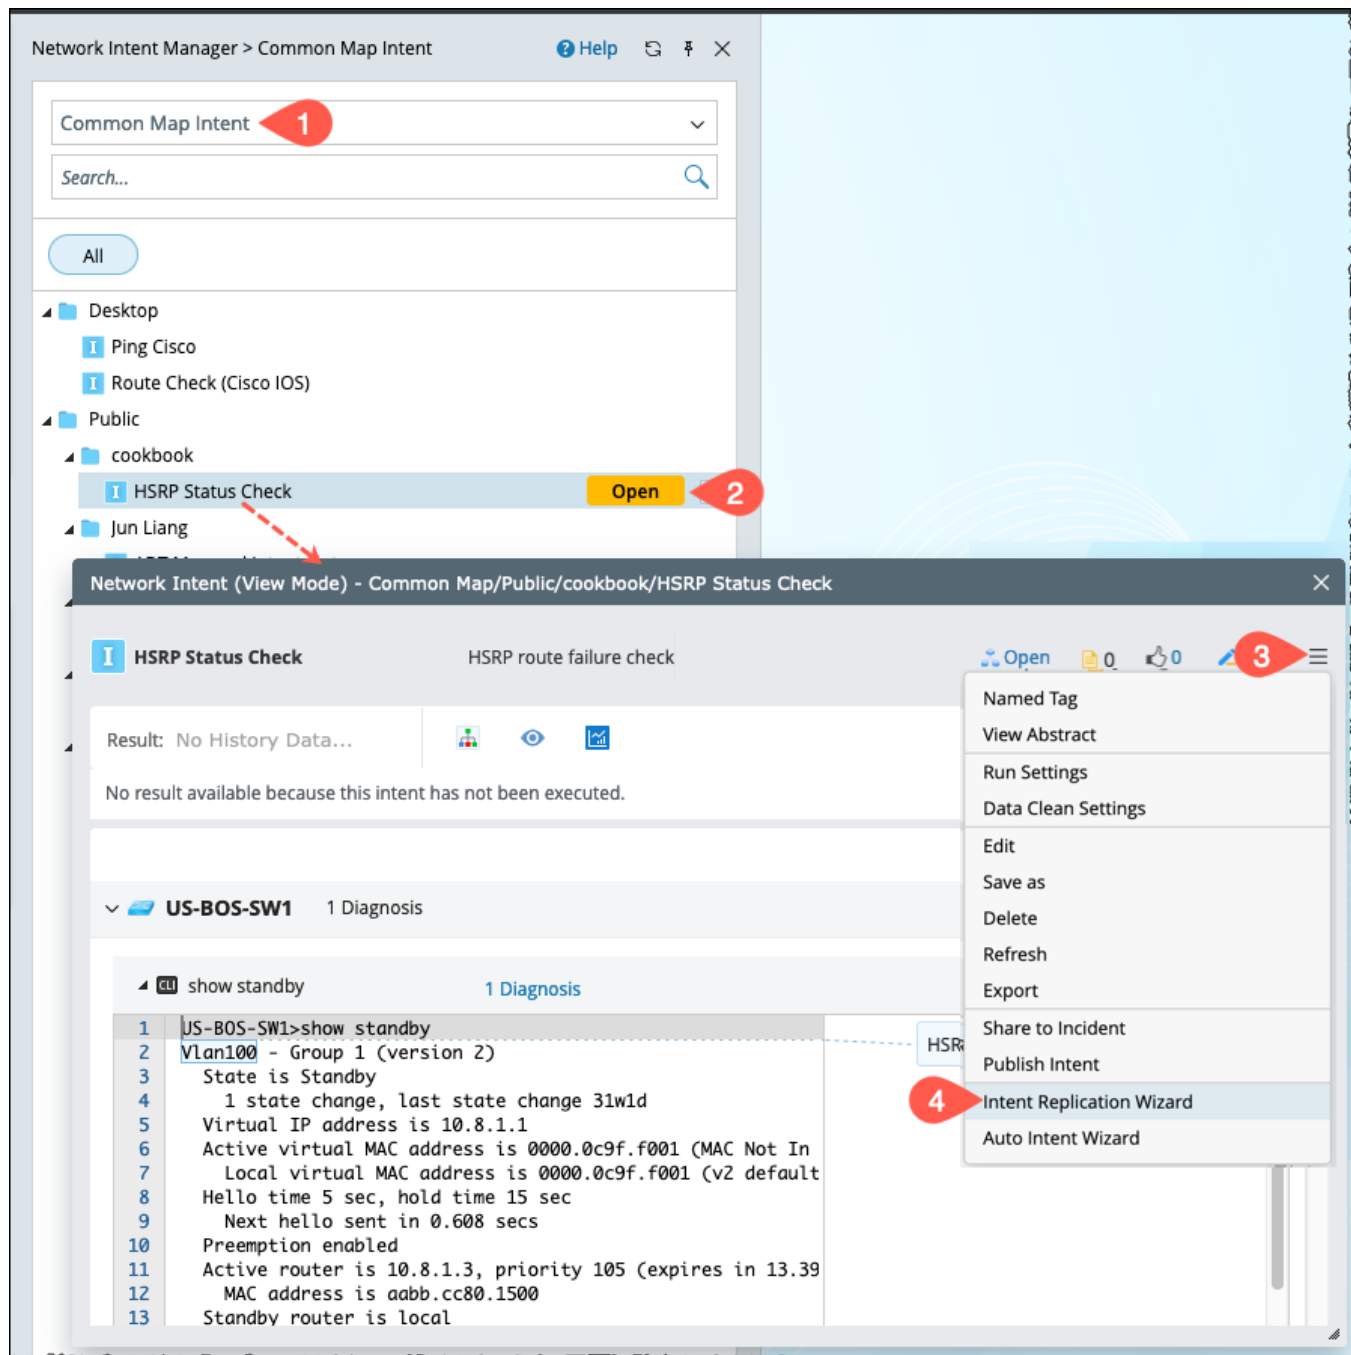 Network Intent Manager > Common Map Intent
? Help
Common Map Intent
1
Search...
All
Desktop
I Ping Cisco
I Route Check (Cisco IOS)
Public
cookbook
I HSRP Status Check
Open
2
Jun Liang
Network Intent (View Mode) - Common Map/Public/cookbook/HSRP Status Check
I HSRP Status Check
HSRP route failure check
Open
0
0
3
Named Tag
View Abstract
Run Settings
Data Clean Settings
Edit
Save as
Delete
Refresh
Export
Share to Incident
Publish Intent
4
Intent Replication Wizard
Auto Intent Wizard
Result: No History Data...
No result available because this intent has not been executed.
US-BOS-SW1 1 Diagnosis
CLI show standby 1 Diagnosis
1 US-BOS-SW1>show standby
2 Vlan100 - Group 1 (version 2)
HSR
3 State is Standby
4 1 state change, last state change 31w1d
5 Virtual IP address is 10.8.1.1
6 Active virtual MAC address is 0000.0c9f.f001 (MAC Not In
7 Local virtual MAC address is 0000.0c9f.f001 (v2 default
8 Hello time 5 sec, hold time 15 sec
9 Next hello sent in 0.608 secs
10 Preemption enabled
11 Active router is 10.8.1.3, priority 105 (expires in 13.39
12 MAC address is aabb.cc80.1500
13 Standby router is local